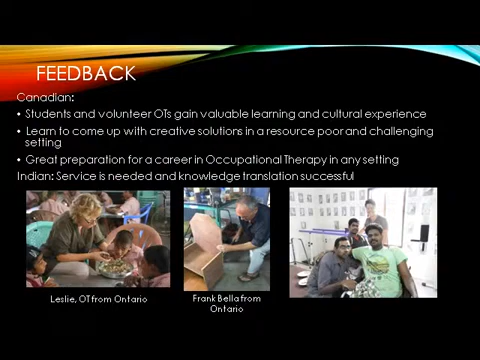 FEEDBACK
Canadian:
• Students and volunteer OTs gain valuable learning and cultural experience
• Learn to come up with creative solutions in a resource poor and challenging
setting
• Great preparation for a career in Occupational Therapy in any setting
Indian: Service is needed and knowledge translation successful
Leslie, OT from Ontario
Frank Bella from
Ontario